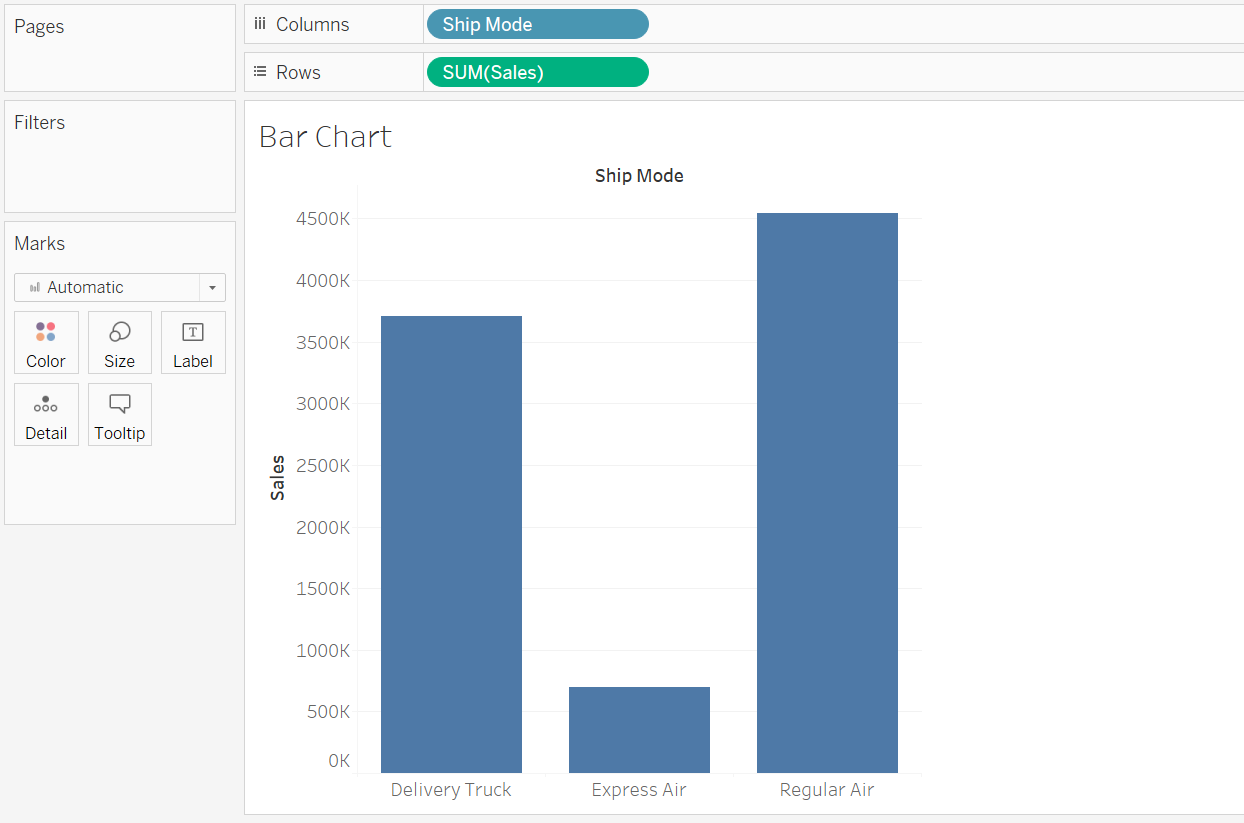 Pages
Filters
Marks
Automatic
Color
Size
T
Label
Detail
Tooltip
Columns
Ship Mode
Rows
SUM(Sales)
Bar Chart
Ship Mode
Sales
4500K
4000K
3500K
3000K
2500K
2000K
1500K
1000K
500K
0K
Delivery Truck
Express Air
Regular Air